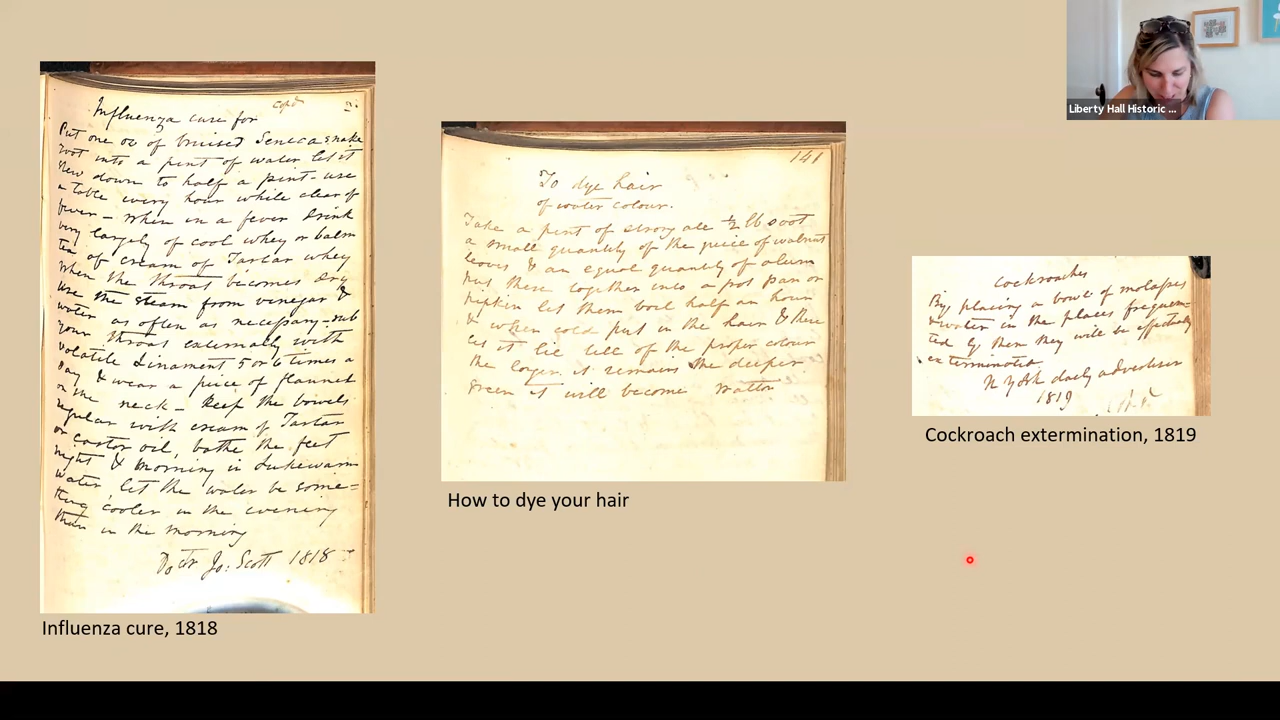 Influenza cure for
Put one oz of bruised Seneca snake
root into a pint of water let it
stew down to half a pint use
a table every hour while clear of
fever – when in a fever drink
very largely of cool whey or balm
tea of cream of Tartar whey
when the throat becomes dry
use the steam from vinegar &
water as often as necessary – rub
your throat externally with
volatile Linament 5 or 6 times a
day & wear a piece of flannel
on the neck – keep the bowels
regular with cream of Tartar
or castor oil, bathe the feet
night & morning in Lukewarm
water, let the water be some=
thing cooler in the evening
than in the morning
Doctr Jo: Scott 1818
Influenza cure, 1818
141
To dye hair
of water colour.
Take a pint of strong ale ½ lb soot
a small quantity of the juice of walnut
leaves & an equal quantity of alum
put these together into a pot pan or
pipkin let them boil half an hour
& when cold put in the hair & there
let it lie till of the proper colour
the longer it remains the deeper
green it will become
How to dye your hair
Liberty Hall Historic ...
Cockroaches
By placing a bowl of molasses
& water in the places frequen=
ted by them they will be effectually
exterminated
N York daily advertiser
1819
Cockroach extermination, 1819